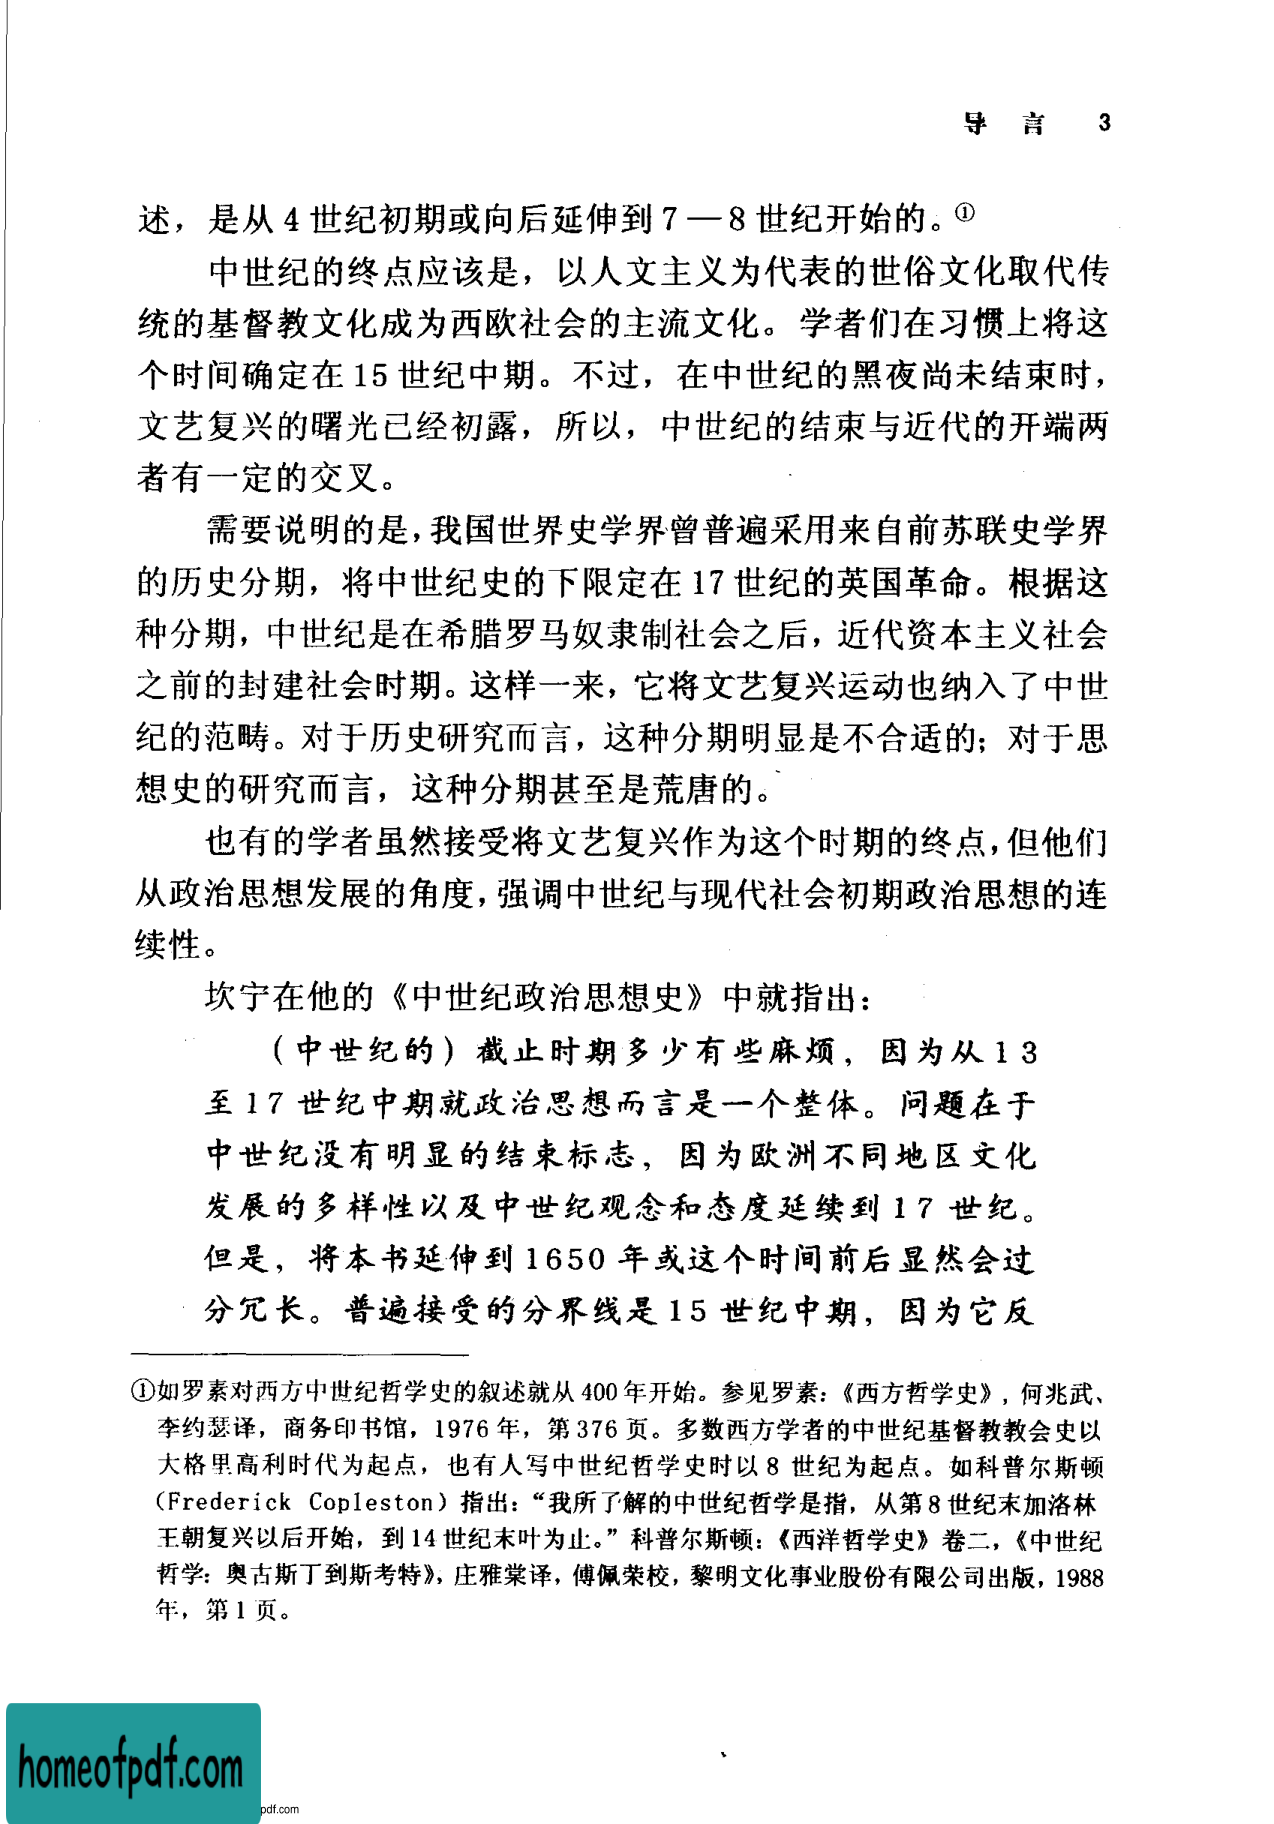 导 言 3
述，是从4世纪初期或向后延伸到7—8世纪开始的。①
中世纪的终点应该是，以人文主义为代表的世俗文化取代传
统的基督教文化成为西欧社会的主流文化。学者们在习惯上将这
个时间确定在15世纪中期。不过，在中世纪的黑夜尚未结束时，
文艺复兴的曙光已经初露，所以，中世纪的结束与近代的开端两
者有一定的交叉。
需要说明的是，我国世界史学界曾普遍采用来自前苏联史学界
的历史分期，将中世纪史的下限定在17世纪的英国革命。根据这
种分期，中世纪是在希腊罗马奴隶制社会之后，近代资本主义社会
之前的封建社会时期。这样一来，它将文艺复兴运动也纳入了中世
纪的范畴。对于历史研究而言，这种分期明显是不合适的；对于思
想史的研究而言，这种分期甚至是荒唐的。
也有的学者虽然接受将文艺复兴作为这个时期的终点，但他们
从政治思想发展的角度，强调中世纪与现代社会初期政治思想的连
续性。
坎宁在他的《中世纪政治思想史》中就指出：
（中世纪的）截止时期多少有些麻烦，因为从13
至17世纪中期就政治思想而言是一个整体。问题在于
中世纪没有明显的结束标志，因为欧洲不同地区文化
发展的多样性以及中世纪观念和态度延续到17世纪。
但是，将本书延伸到1650年或这个时间前后显然会过
分冗长。普遍接受的分界线是15世纪中期，因为它反
①如罗素对西方中世纪哲学史的叙述就从400年开始。参见罗素：《西方哲学史》，何兆武、
李约瑟译，商务印书馆，1976年，第376页。多数西方学者的中世纪基督教教会史以
大格里高利时代为起点，也有人写中世纪哲学史时以8世纪为起点。如科普尔斯顿
（Frederick Copleston）指出：“我所了解的中世纪哲学是指，从第8世纪末加洛林
王朝复兴以后开始，到14世纪末叶为止。”科普尔斯顿：《西洋哲学史》卷二，《中世纪
哲学：奥古斯丁到斯考特》，庄雅棠译，傅佩荣校，黎明文化事业股份有限公司出版，1988
年，第1页。
homeofpdf.com
pdf.com